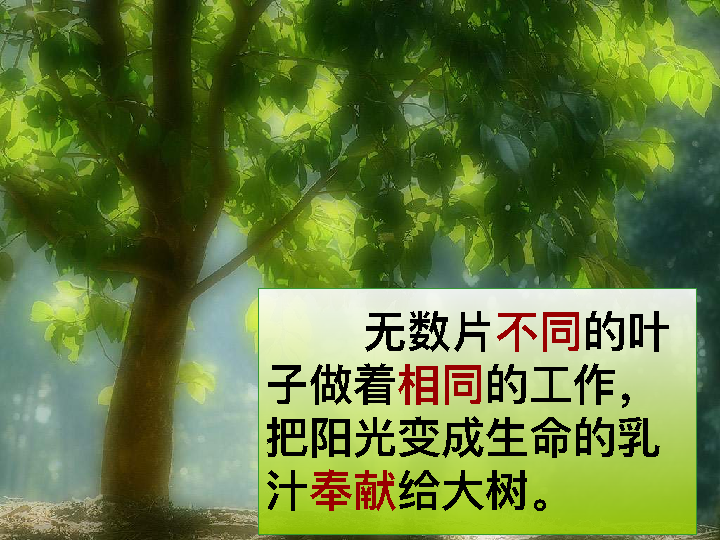 无数片不同的叶
子做着相同的工作，
把阳光变成生命的乳
汁奉献给大树。